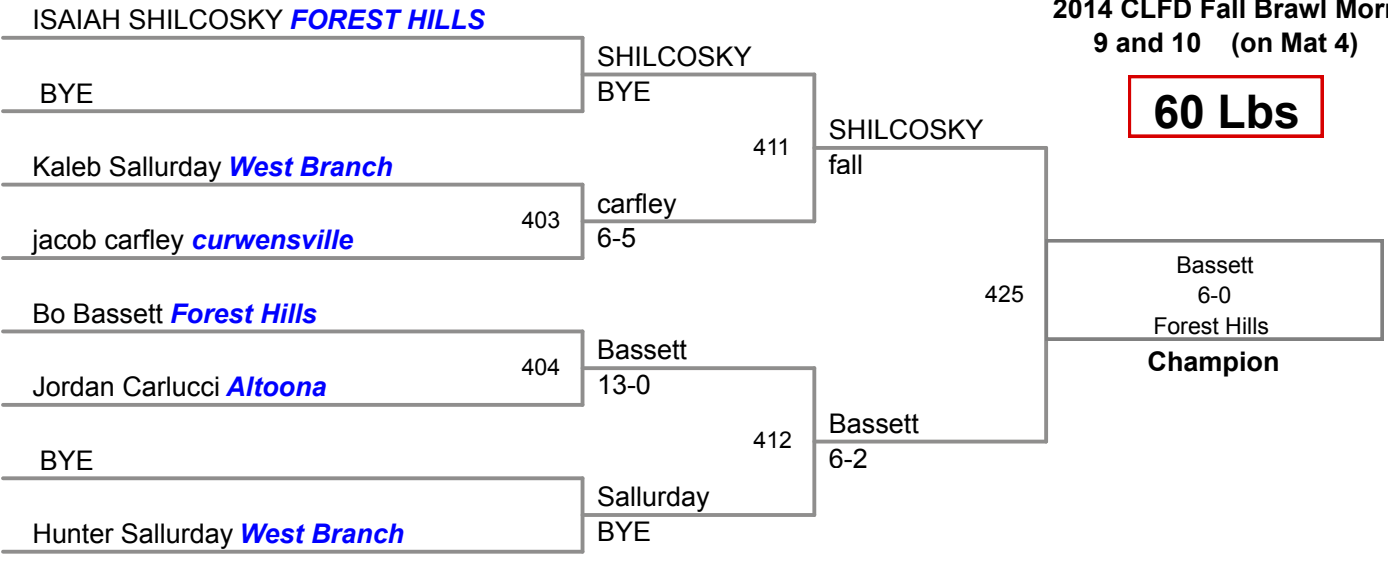 2014 CLFD Fall Brawl Morn
9 and 10 (on Mat 4)
60 Lbs
ISAIAH SHILCOSKY FOREST HILLS
BYE
Kaleb Sallurday West Branch
jacob carfley curwensville
Bo Bassett Forest Hills
Jordan Carlucci Altoona
BYE
Hunter Sallurday West Branch
SHILCOSKY
BYE
403
carfley
6-5
404
Bassett
13-0
Sallurday
BYE
411
SHILCOSKY
fall
412
Bassett
6-2
425
Bassett
6-0
Forest Hills
Champion